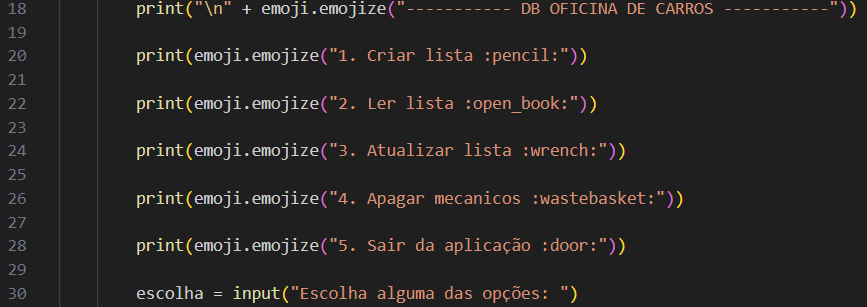 18 print("\n" + emoji.emojize("----------- DB OFICINA DE CARROS -----------"))
19
20 print(emoji.emojize("1. Criar lista :pencil:"))
21
22 print(emoji.emojize("2. Ler lista :open_book:"))
23
24 print(emoji.emojize("3. Atualizar lista :wrench:"))
25
26 print(emoji.emojize("4. Apagar mecanicos :wastebasket:"))
27
28 print(emoji.emojize("5. Sair da aplicação :door:"))
29
30 escolha = input("Escolha alguma das opções: ")